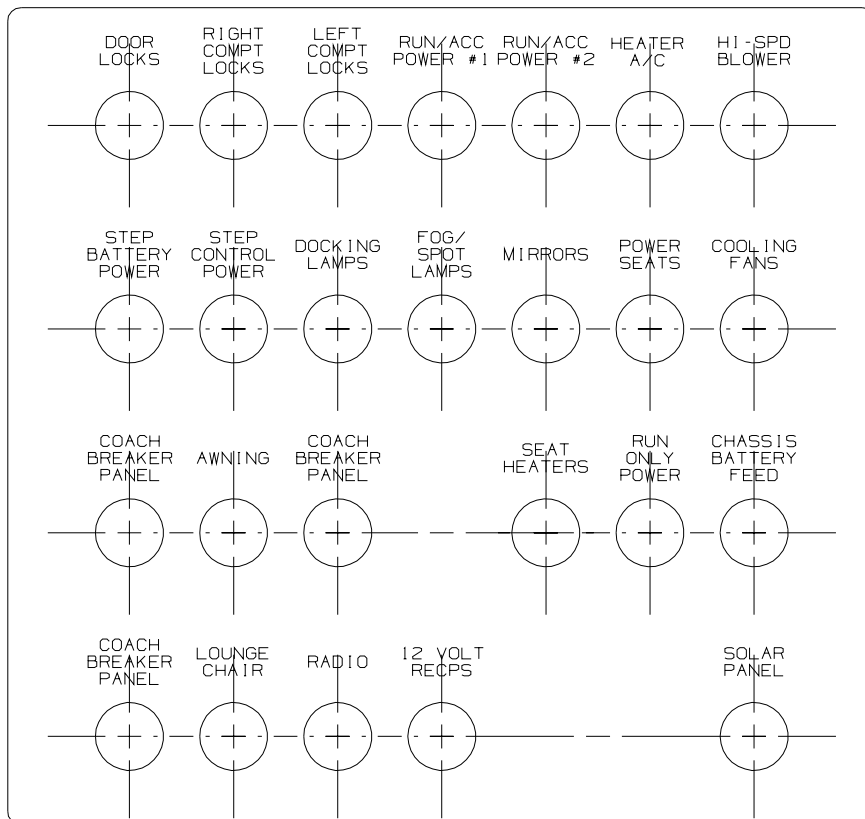 DOOR
LOCKS
RIGHT
COMPT
LOCKS
LEFT
COMPT
LOCKS
RUN/ACC
POWER #1
RUN/ACC
POWER #2
HEATER
A/C
HI-SPD
BLOWER
STEP
BATTERY
POWER
STEP
CONTROL
POWER
DOCKING
LAMPS
FOG/
SPOT
LAMPS
MIRRORS
POWER
SEATS
COOLING
FANS
COACH
BREAKER
PANEL
AWNING
COACH
BREAKER
PANEL
SEAT
HEATERS
RUN
ONLY
POWER
CHASSIS
BATTERY
FEED
COACH
BREAKER
PANEL
LOUNGE
CHAIR
RADIO
12 VOLT
RECPS
SOLAR
PANEL